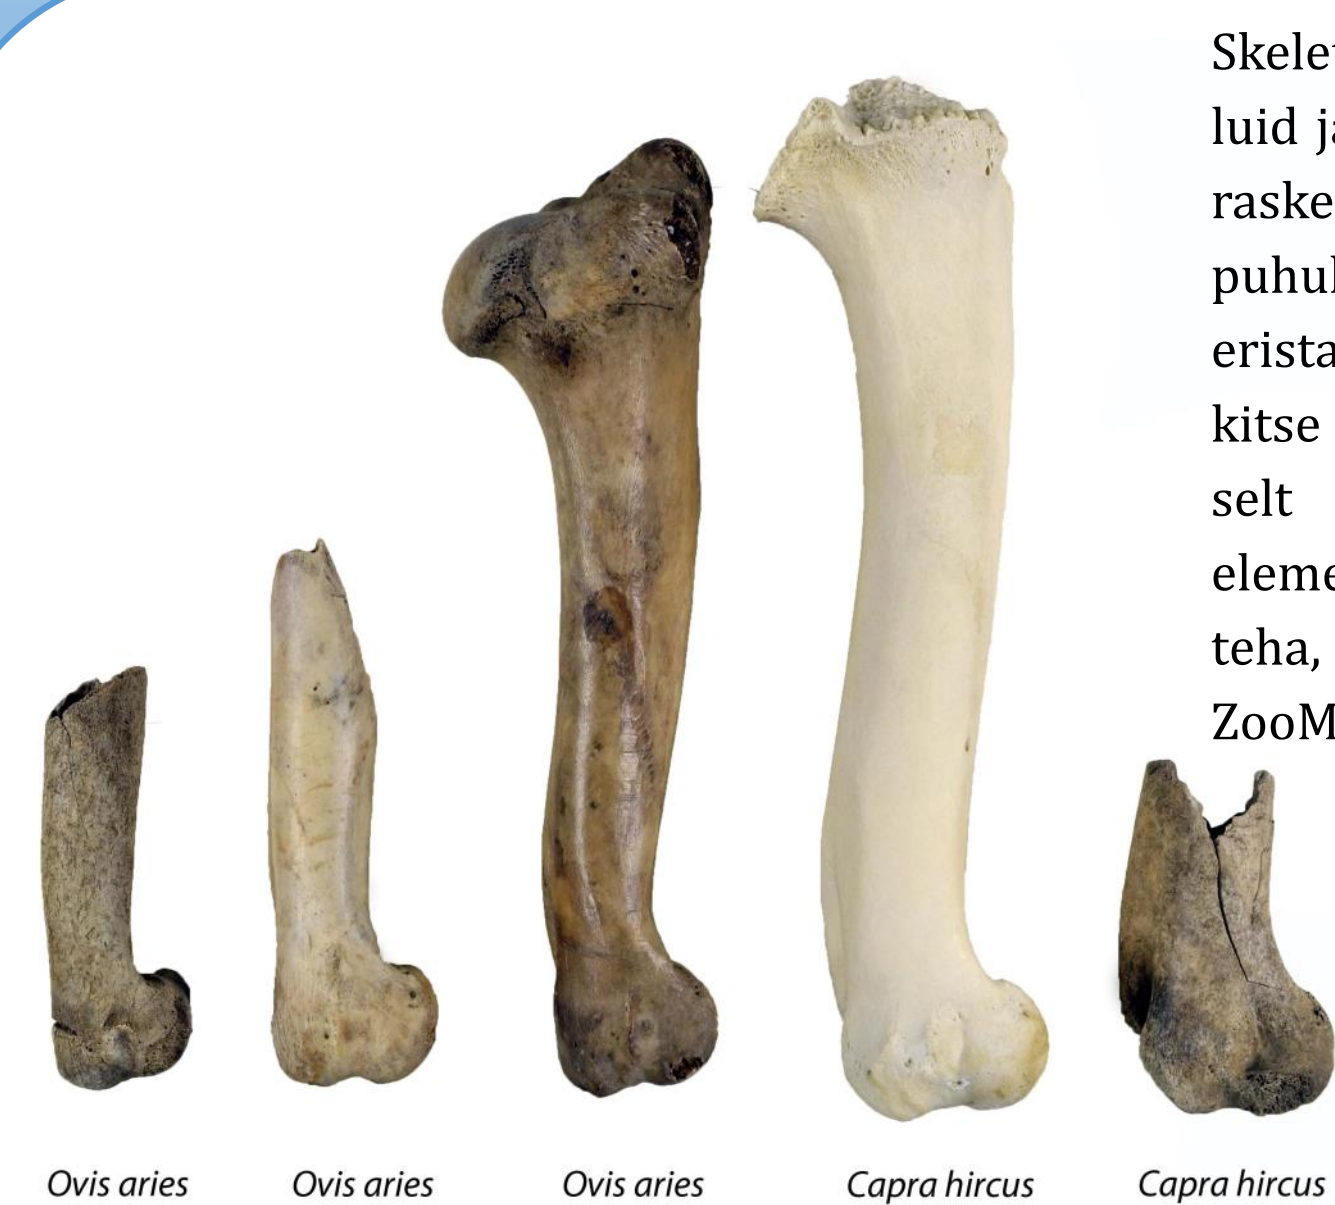 Skelet
luid
raske
puhul
erista
kitse
selt
eleme
teha,
ZooM
Ovis aries
Ovis aries
Ovis aries
Capra hircus
Capra hircus